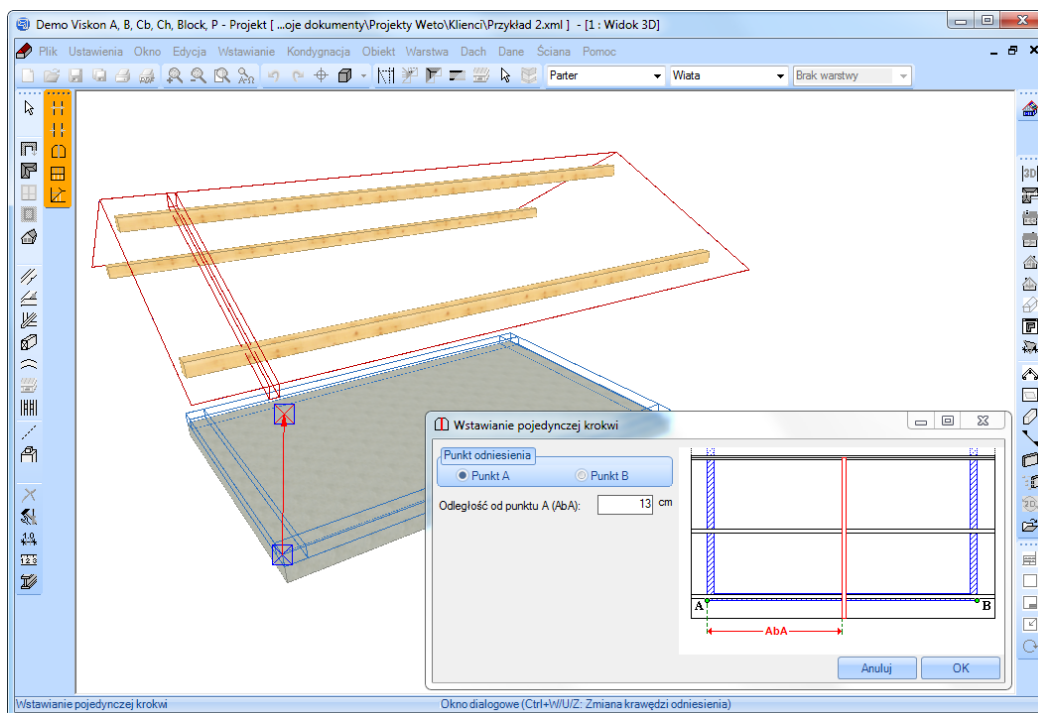 Demo Viskon A, B, Cb, Ch, Block, P - Projekt [ ...oje dokumenty\Projekty Weto\Klienci\Przykład 2.xml ] - [1 : Widok 3D]
Plik Ustawienia Okno Edycja Wstawianie Kondygnacja Obiekt Warstwa Dach Dane Ściana Pomoc
Parter Wiata Brak warstwy
3D
Wstawianie pojedynczej krokwi
Punkt odniesienia
Punkt A Punkt B
Odległość od punktu A (AbA): 13 cm
A B
AbA
Anuluj OK
2D
Wstawianie pojedynczej krokwi Okno dialogowe (Ctrl+W/U/Z: Zmiana krawędzi odniesienia)